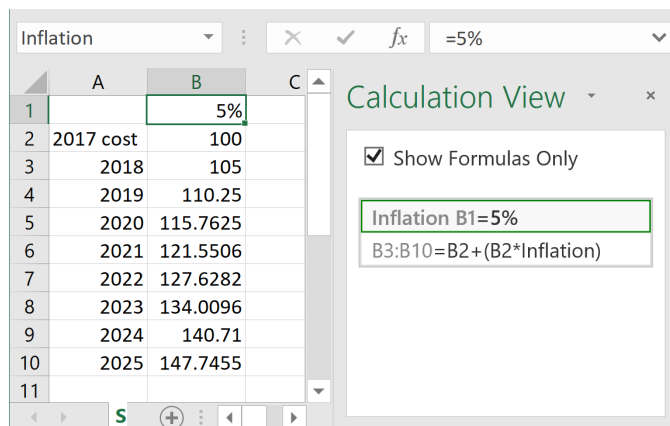 Inflation fx =5%
Calculation View
A B C
1 5%
2 2017 cost 100
3 2018 105
4 2019 110.25
5 2020 115.7625
6 2021 121.5506
7 2022 127.6282
8 2023 134.0096
9 2024 140.71
10 2025 147.7455
11
S
Show Formulas Only
Inflation B1=5%
B3:B10=B2+(B2*Inflation)